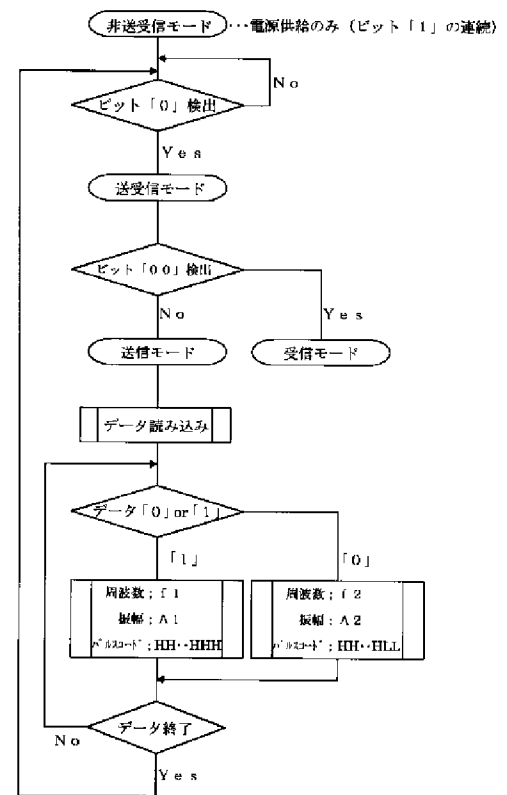 非送受信モード ・・・電源供給のみ（ビット「1」の連続）
No
ビット「0」検出
Yes
送受信モード
ビット「00」検出
No
Yes
送信モード
受信モード
データ読み込み
データ「0」or「1」
「1」
「0」
周波数；f1
振幅；A1
パルスコード；HH・・HHH
周波数；f2
振幅；A2
パルスコード；HH・・HLL
データ終了
No
Yes